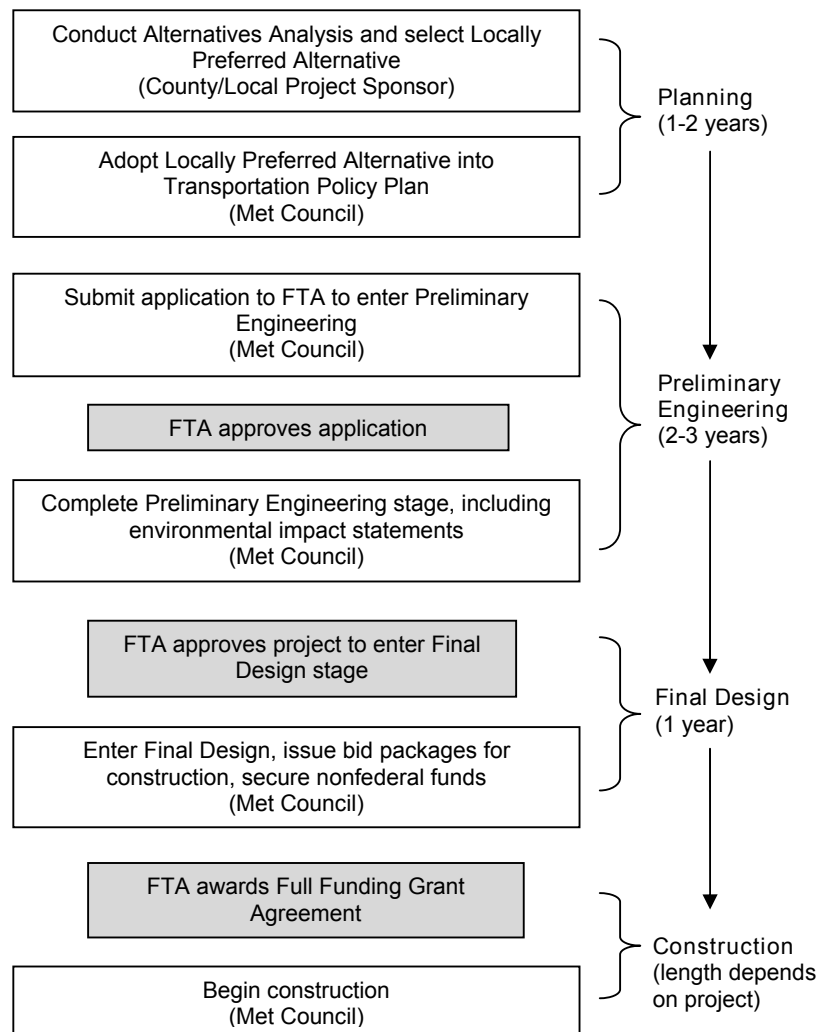 Conduct Alternatives Analysis and select Locally
Preferred Alternative
(County/Local Project Sponsor)
Adopt Locally Preferred Alternative into
Transportation Policy Plan
(Met Council)
Planning
(1-2 years)
Submit application to FTA to enter Preliminary
Engineering
(Met Council)
FTA approves application
Complete Preliminary Engineering stage, including
environmental impact statements
(Met Council)
Preliminary
Engineering
(2-3 years)
FTA approves project to enter Final
Design stage
Enter Final Design, issue bid packages for
construction, secure nonfederal funds
(Met Council)
Final Design
(1 year)
FTA awards Full Funding Grant
Agreement
Begin construction
(Met Council)
Construction
(length depends
on project)